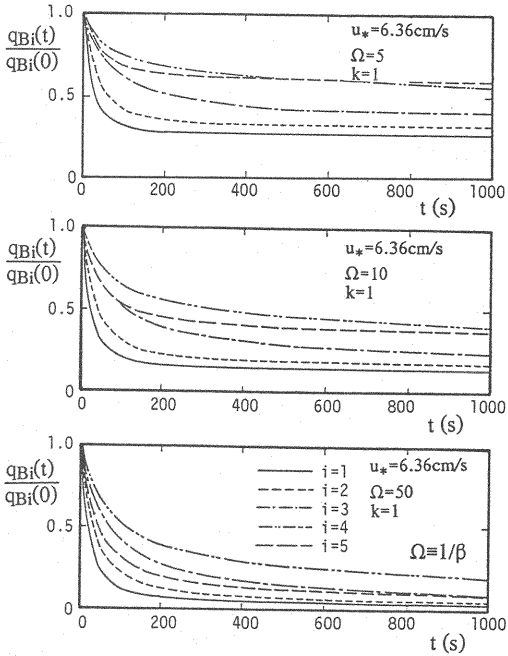 1.0
qBi(t)
qBi(0)
0.5
0
u*=6.36cm/s
Ω=5
k=1
0 200 400 600 800 1000
t (s)
1.0
qBi(t)
qBi(0)
0.5
0
u*=6.36cm/s
Ω=10
k=1
0 200 400 600 800 1000
t (s)
1.0
qBi(t)
qBi(0)
0.5
0
i=1
i=2
i=3
i=4
i=5
u*=6.36cm/s
Ω=50
k=1
Ω≡1/β
0 200 400 600 800 1000
t (s)